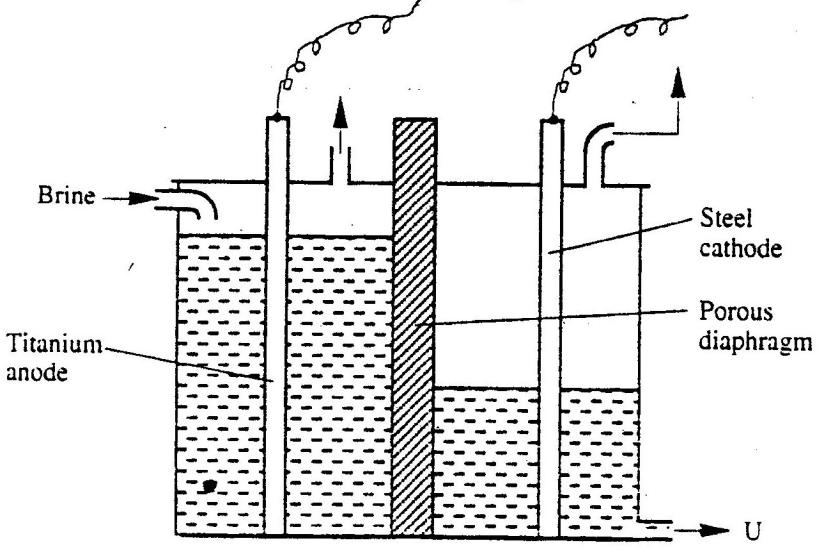 Brine
Steel
cathode
Porous
diaphragm
Titanium
anode
U